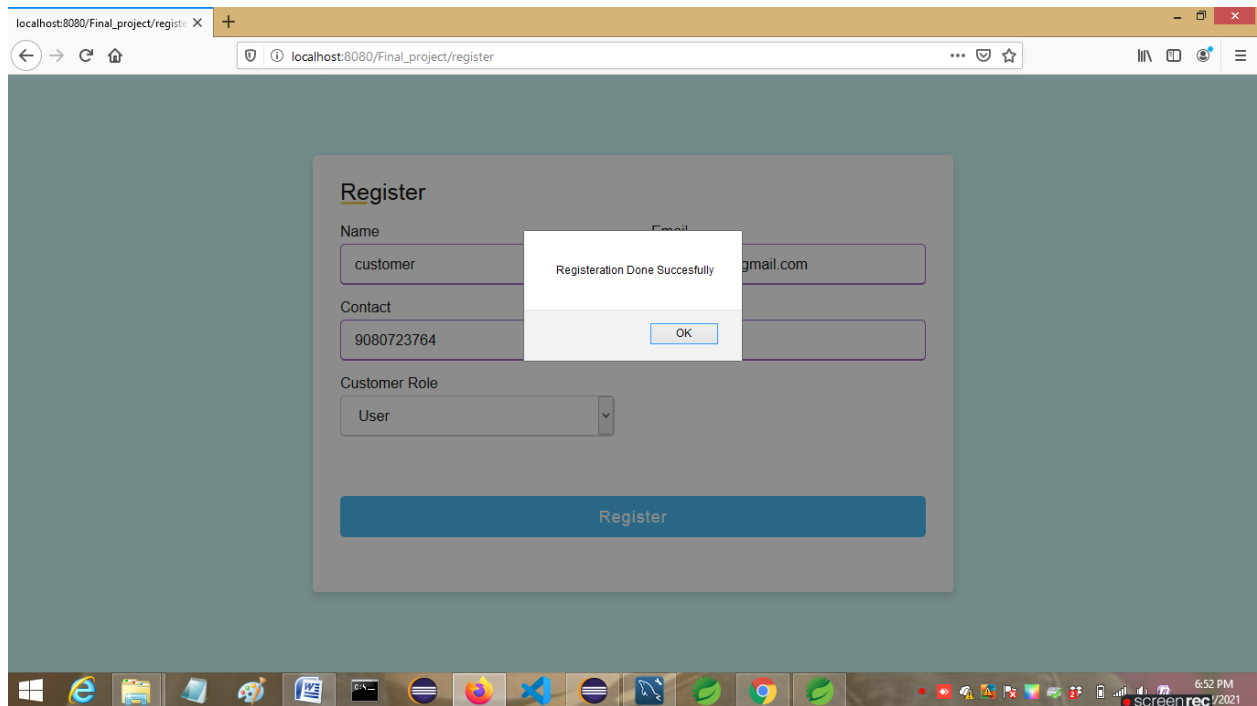 localhost:8080/Final_project/registe
localhost:8080/Final_project/register
Register
Name
Email
customer
gmail.com
Registeration Done Succesfully
OK
Contact
9080723764
Customer Role
User
Register
6:52 PM
screenrec
/2021